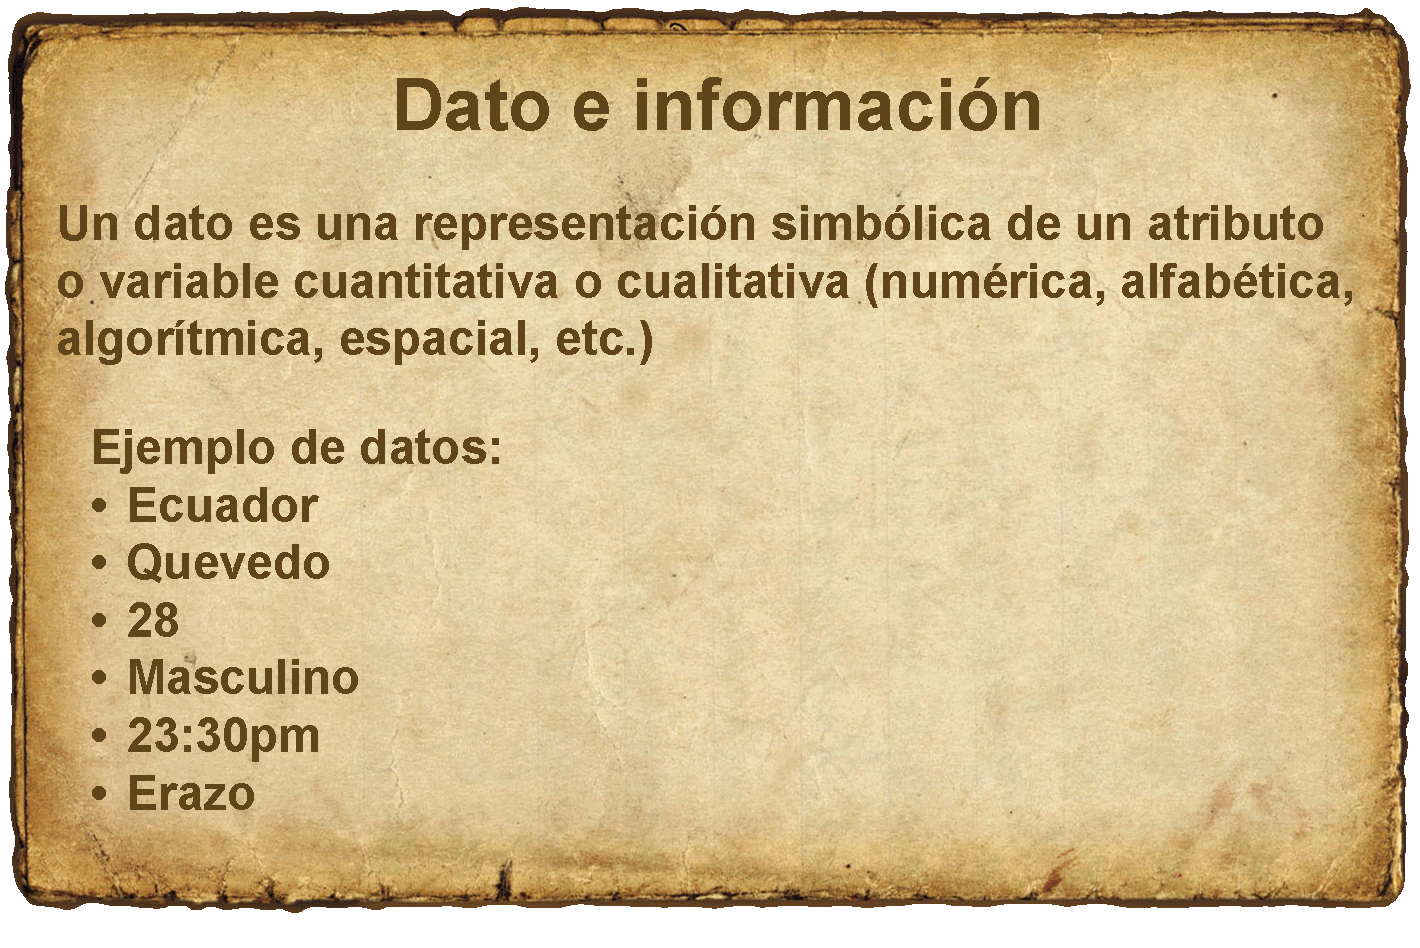 Dato e información
Un dato es una representación simbólica de un atributo
o variable cuantitativa o cualitativa (numérica, alfabética,
algorítmica, espacial, etc.)
Ejemplo de datos:
• Ecuador
• Quevedo
• 28
• Masculino
• 23:30pm
• Erazo